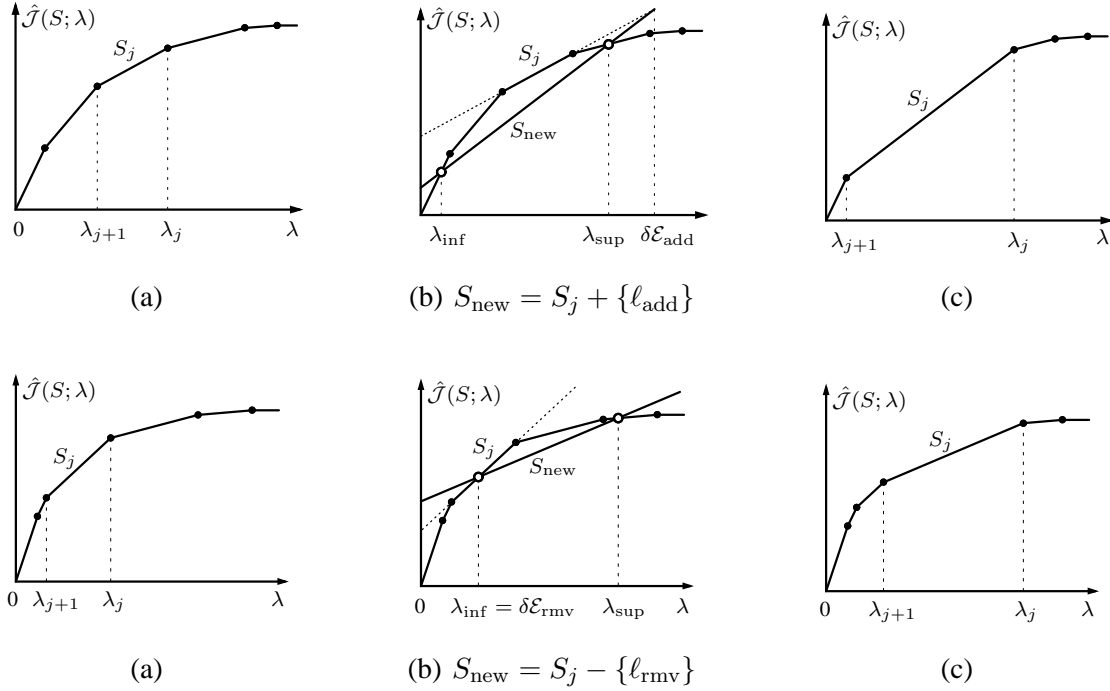 Ĵ(S; λ)
S_j
0
λ_{j+1}
λ_j
λ
(a)
Ĵ(S; λ)
S_j
S_new
λ_inf
λ_sup
δℰ_add
(b) S_new = S_j + {ℓ_add}
Ĵ(S; λ)
S_j
λ_{j+1}
λ_j
λ
(c)
Ĵ(S; λ)
S_j
0
λ_{j+1}
λ_j
λ
(a)
Ĵ(S; λ)
S_j
S_new
0
λ_inf = δℰ_rmv
λ_sup
λ
(b) S_new = S_j − {ℓ_rmv}
Ĵ(S; λ)
S_j
0
λ_{j+1}
λ_j
λ
(c)